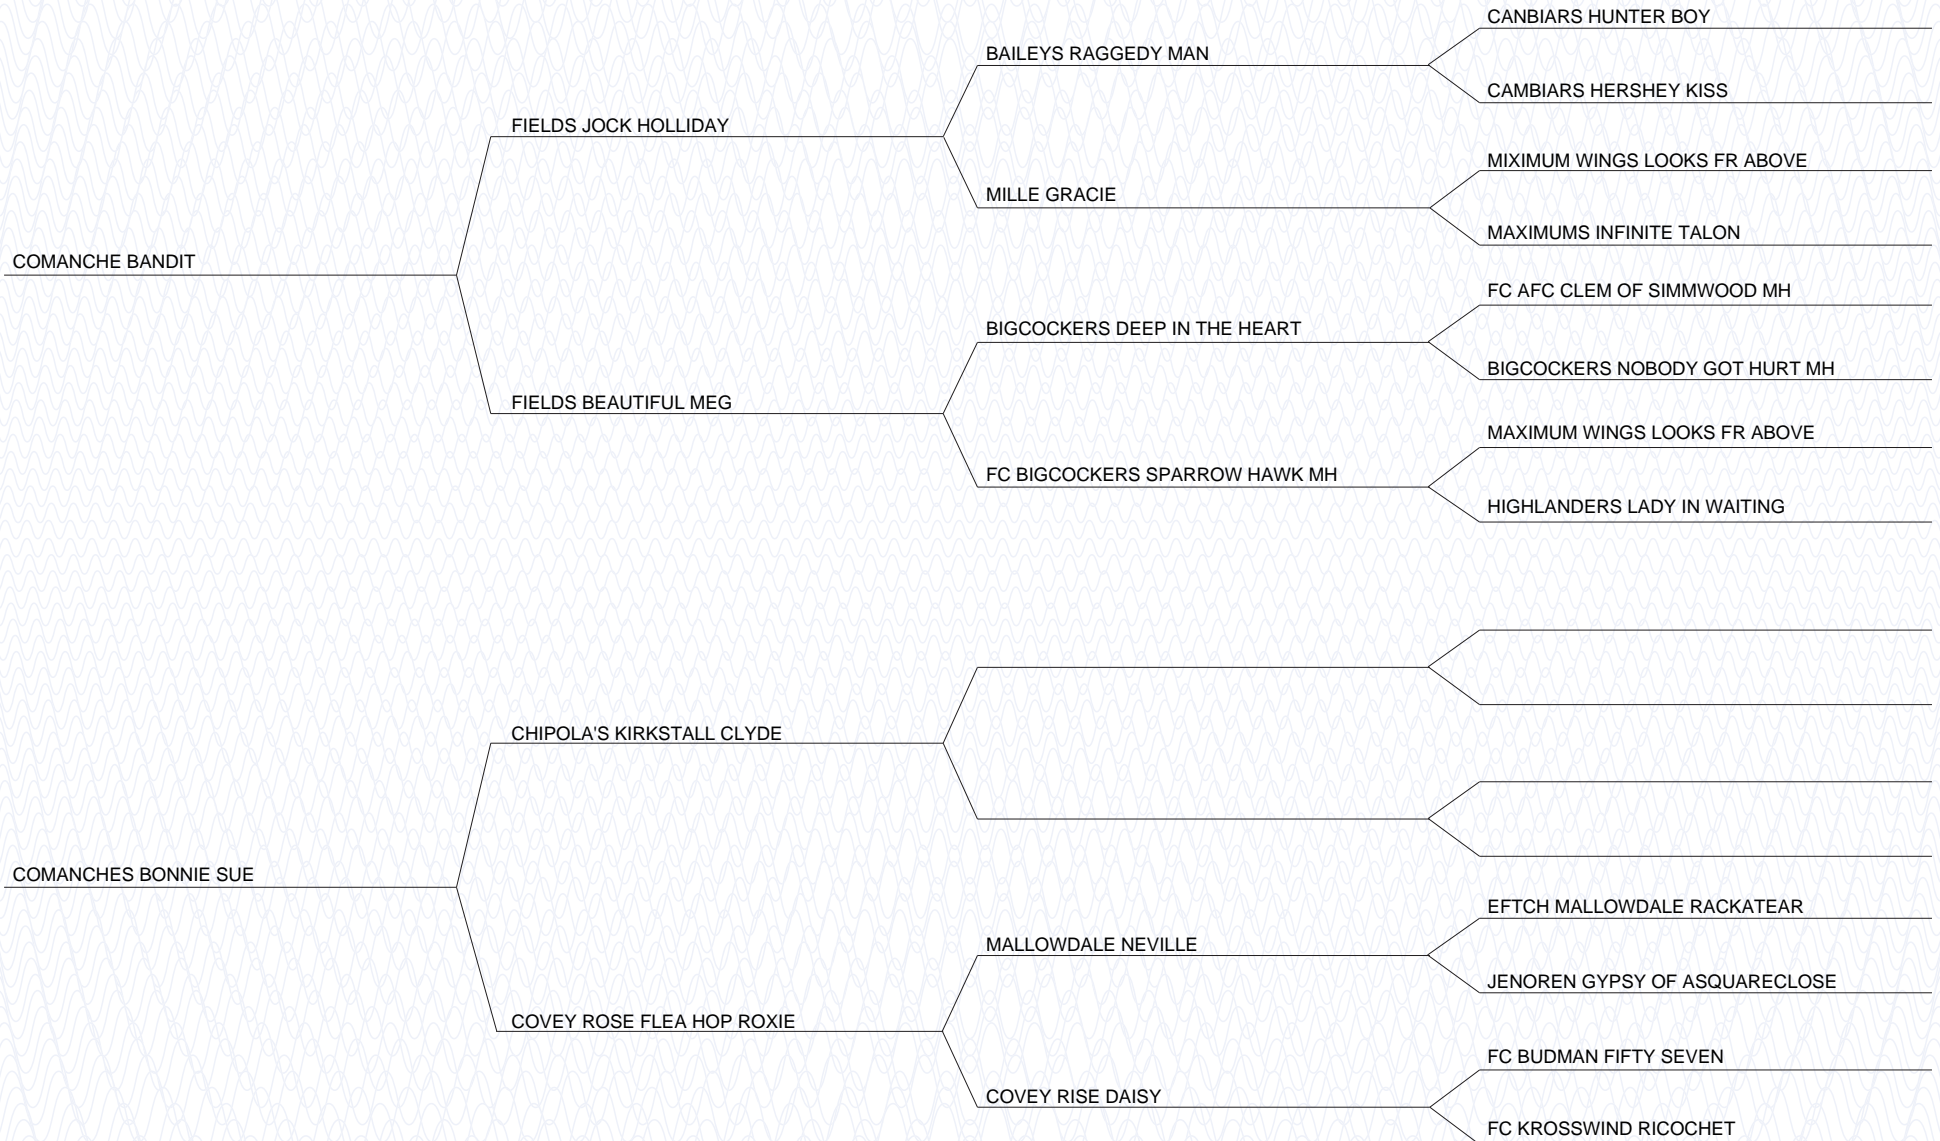 CANBIARS HUNTER BOY
BAILEYS RAGGEDY MAN
CAMBIARS HERSHEY KISS
FIELDS JOCK HOLLIDAY
MIXIMUM WINGS LOOKS FR ABOVE
MILLE GRACIE
MAXIMUMS INFINITE TALON
COMANCHE BANDIT
FC AFC CLEM OF SIMMWOOD MH
BIGCOCKERS DEEP IN THE HEART
BIGCOCKERS NOBODY GOT HURT MH
FIELDS BEAUTIFUL MEG
MAXIMUM WINGS LOOKS FR ABOVE
FC BIGCOCKERS SPARROW HAWK MH
HIGHLANDERS LADY IN WAITING
CHIPOLA'S KIRKSTALL CLYDE
COMANCHES BONNIE SUE
EFTCH MALLOWDALE RACKATEAR
MALLOWDALE NEVILLE
JENOREN GYPSY OF ASQUARECLOSE
COVEY ROSE FLEA HOP ROXIE
FC BUDMAN FIFTY SEVEN
COVEY RISE DAISY
FC KROSSWIND RICOCHET